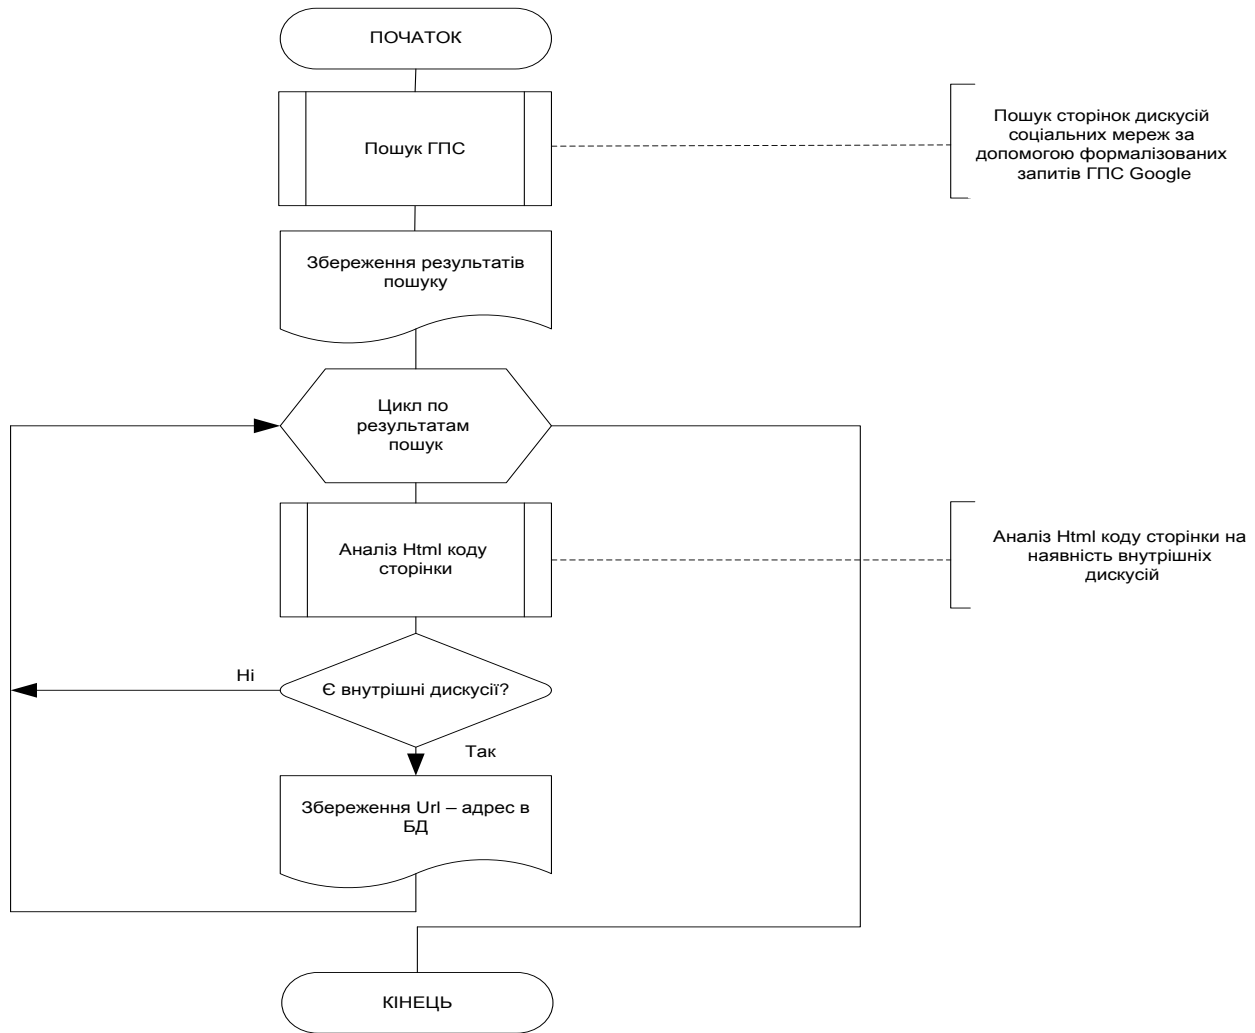 ПОЧАТОК
Пошук ГПС
Пошук сторінок дискусій
соціальних мереж за
допомогою формалізованих
запитів ГПС Google
Збереження результатів
пошуку
Цикл по
результатам
пошук
Аналіз Html коду
сторінки
Аналіз Html коду сторінки на
наявність внутрішніх
дискусій
Ні
Є внутрішні дискусії?
Так
Збереження Url – адрес в
БД
КІНЕЦЬ